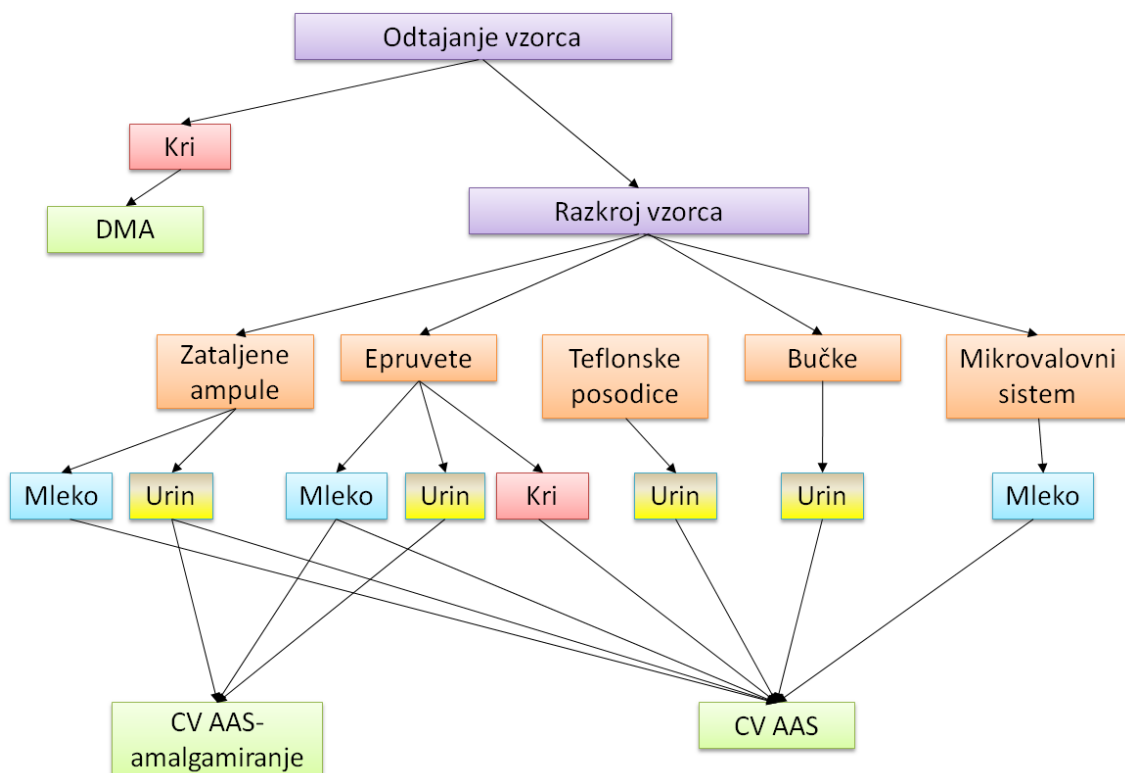 Odtajanje vzorca
Kri
DMA
Razkroj vzorca
Zataljene
ampule
Epruvete
Teflonske
posodice
Bučke
Mikrovalovni
sistem
Mleko
Urin
Mleko
Urin
Kri
Urin
Urin
Mleko
CV AAS-
amalgamiranje
CV AAS